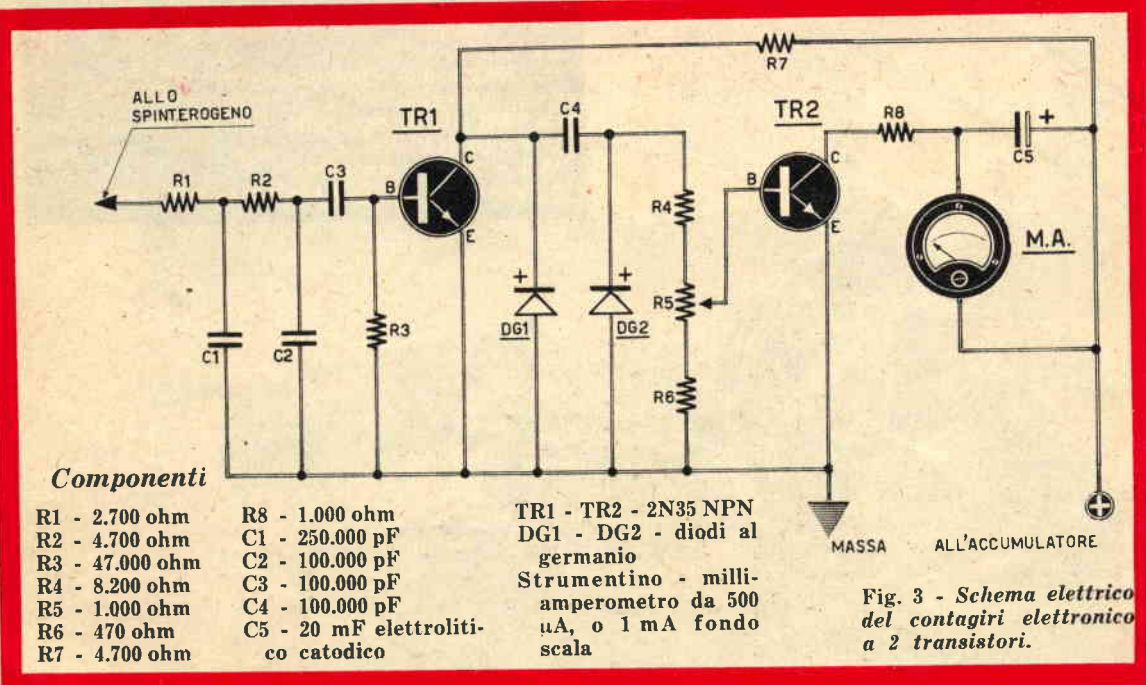 ALLO
SPINTEROGENO
R1
R2
C3
B
TR1
C
E
C1
C2
R3
C4
+
DG1
+
DG2
R4
R5
R6
R7
TR2
B
C
E
R8
C5
+
M.A.
MASSA
ALL'ACCUMULATORE
Componenti
R1 - 2.700 ohm
R2 - 4.700 ohm
R3 - 47.000 ohm
R4 - 8.200 ohm
R5 - 1.000 ohm
R6 - 470 ohm
R7 - 4.700 ohm
R8 - 1.000 ohm
C1 - 250.000 pF
C2 - 100.000 pF
C3 - 100.000 pF
C4 - 100.000 pF
C5 - 20 mF elettroliti-
co catodico
TR1 - TR2 - 2N35 NPN
DG1 - DG2 - diodi al
germanio
Strumentino - milli-
amperometro da 500
µA, o 1 mA fondo
scala
Fig. 3 - Schema elettrico
del contagiri elettronico
a 2 transistori.